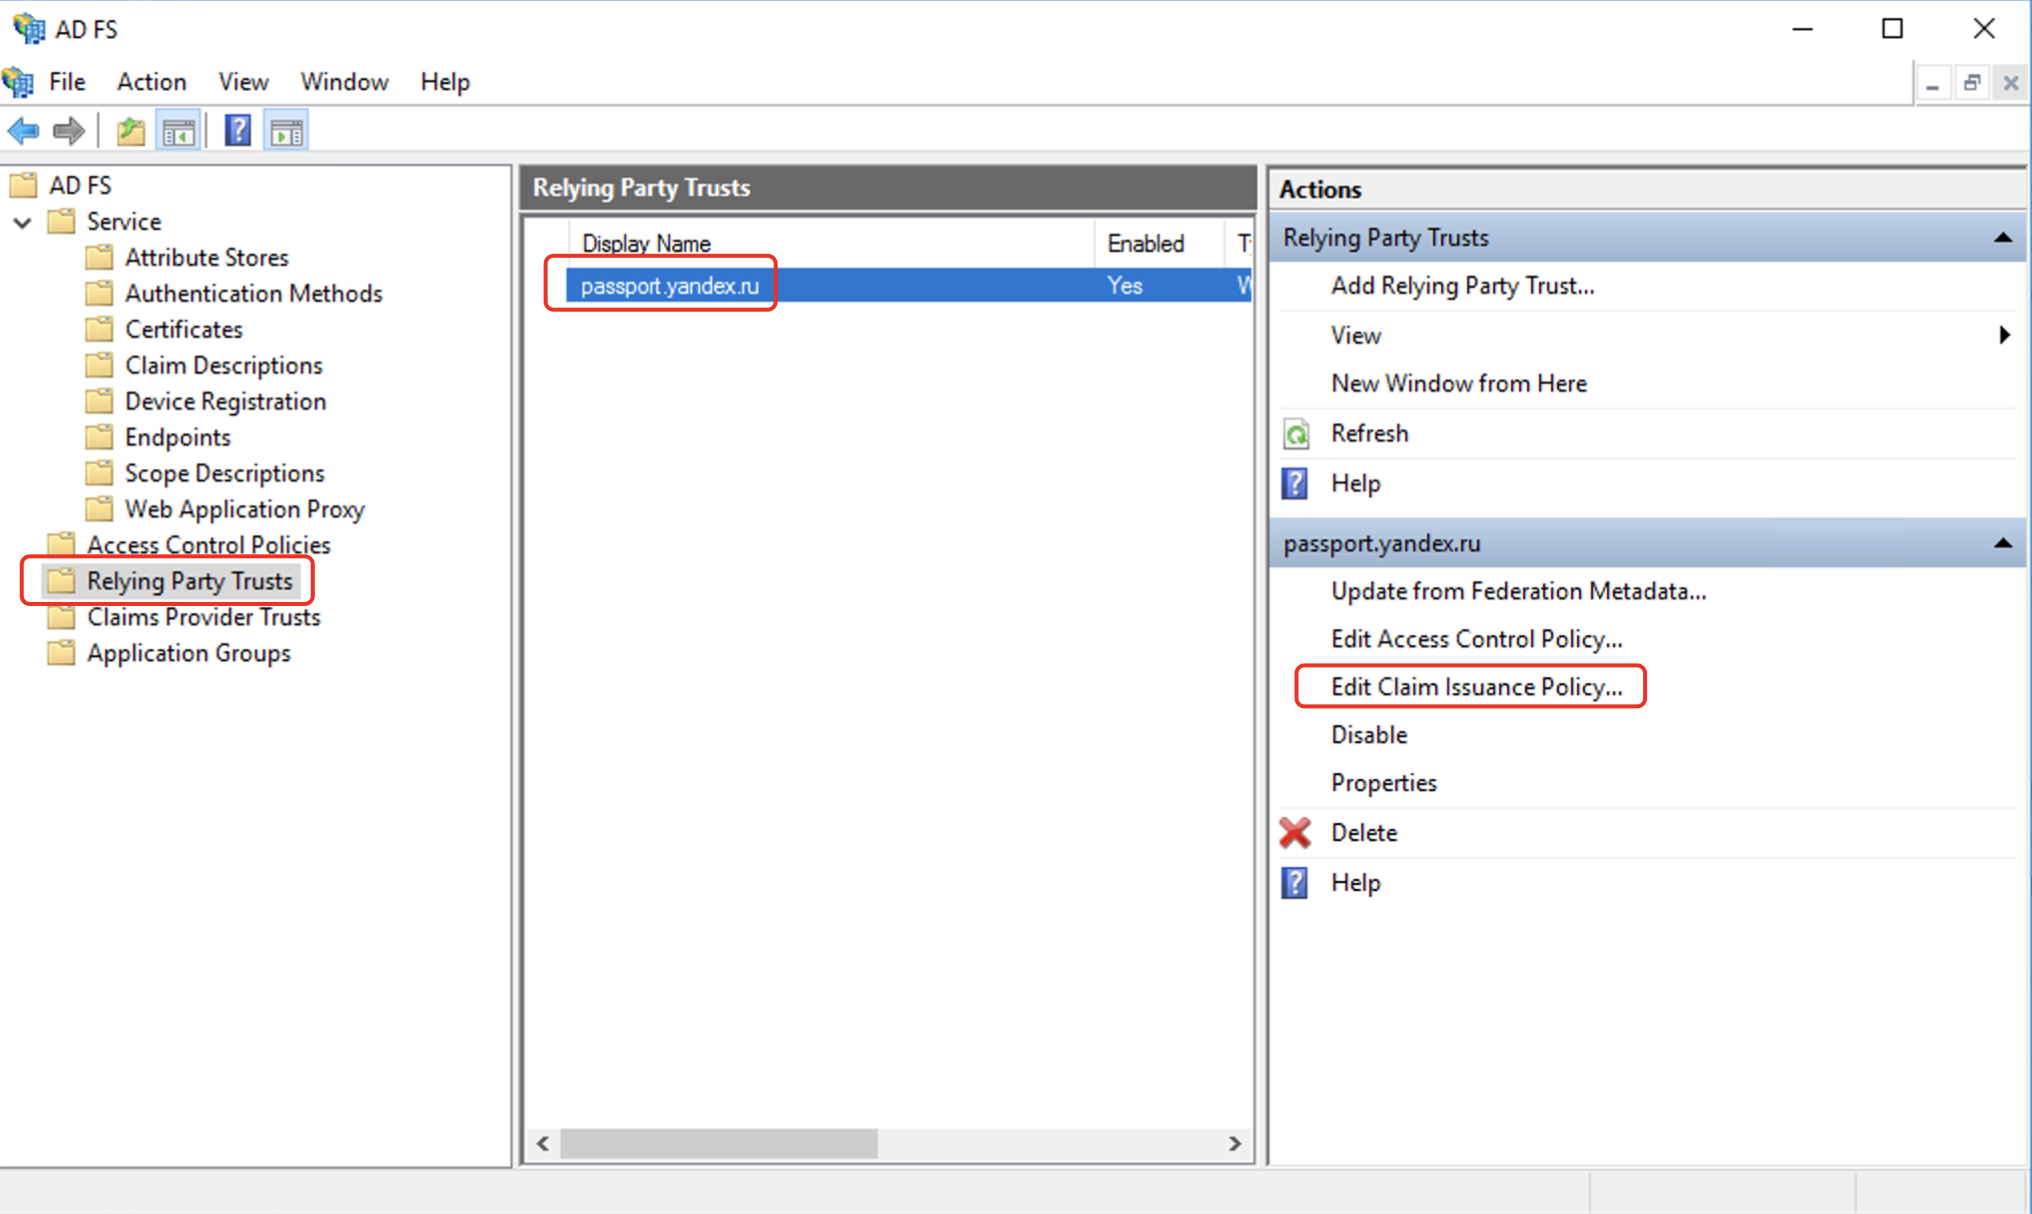 AD FS
File Action View Window Help
AD FS
Service
Attribute Stores
Authentication Methods
Certificates
Claim Descriptions
Device Registration
Endpoints
Scope Descriptions
Web Application Proxy
Access Control Policies
Relying Party Trusts
Claims Provider Trusts
Application Groups
Relying Party Trusts
Display Name Enabled
passport.yandex.ru Yes
Actions
Relying Party Trusts
Add Relying Party Trust...
View
New Window from Here
Refresh
Help
passport.yandex.ru
Update from Federation Metadata...
Edit Access Control Policy...
Edit Claim Issuance Policy...
Disable
Properties
Delete
Help